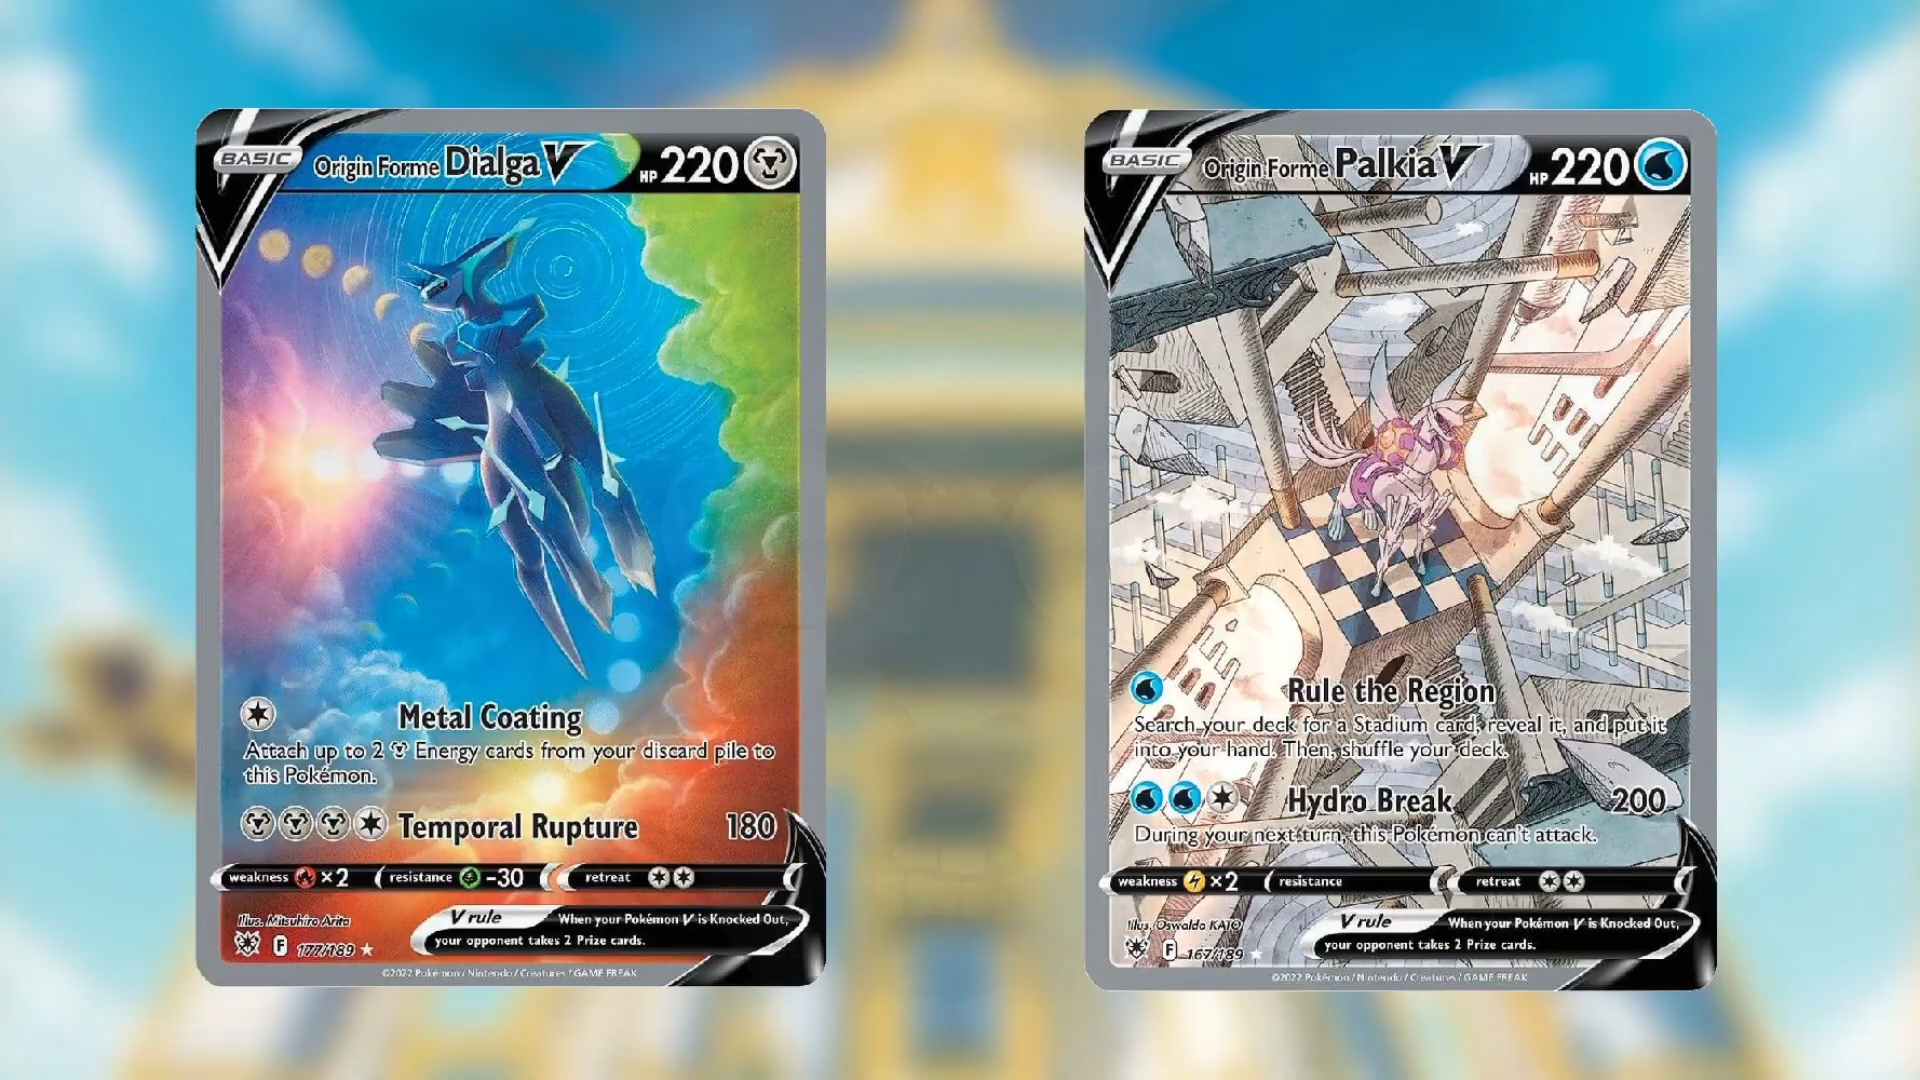 BASIC
Origin Forme Dialga V
HP 220
Metal Coating
Attach up to 2 Energy cards from your discard pile to
this Pokémon.
Temporal Rupture 180
weakness ×2 resistance -30 retreat
Illus. Mitsuhiro Arita
V rule When your Pokémon V is Knocked Out,
your opponent takes 2 Prize cards.
F 177/189
©2022 Pokémon / Nintendo / Creatures / GAME FREAK
BASIC
Origin Forme Palkia V
HP 220
Rule the Region
Search your deck for a Stadium card, reveal it, and put it
into your hand. Then, shuffle your deck.
Hydro Break 200
During your next turn, this Pokémon can't attack.
weakness ×2 resistance retreat
Illus. Oswaldo KATO
V rule When your Pokémon V is Knocked Out,
your opponent takes 2 Prize cards.
F 167/189
©2022 Pokémon / Nintendo / Creatures / GAME FREAK